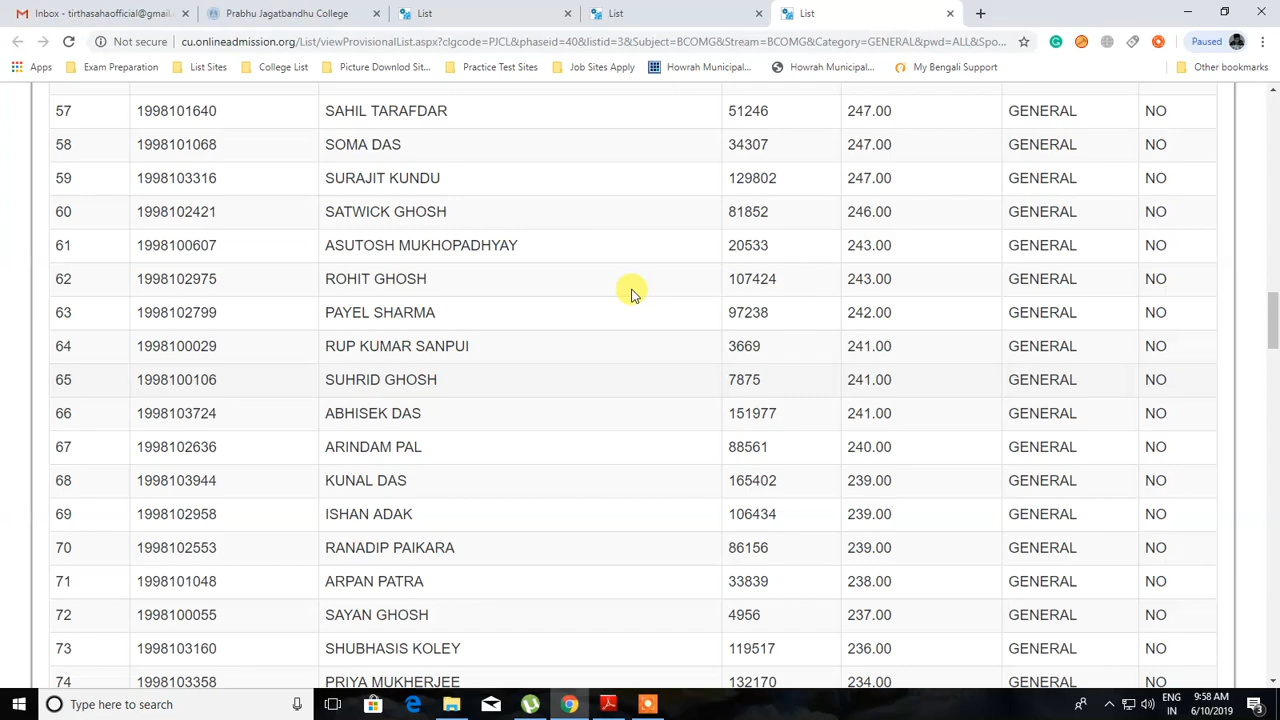 Inbox - tirthasahaofficial@gmail. Prabhu Jagatbandhu College List List List
Not secure cu.onlineadmission.org/List/viewProvisionalList.aspx?clgcode=PJCL&phaseid=40&listid=3&Subject=BCOMG&Stream=BCOMG&Category=GENERAL&pwd=ALL&Spo... Paused
Apps Exam Preparation List Sites College List Picture Downlod Sit... Practice Test Sites Job Sites Apply Howrah Municipal... Howrah Municipal... My Bengali Support Other bookmarks
57 1998101640 SAHIL TARAFDAR 51246 247.00 GENERAL NO
58 1998101068 SOMA DAS 34307 247.00 GENERAL NO
59 1998103316 SURAJIT KUNDU 129802 247.00 GENERAL NO
60 1998102421 SATWICK GHOSH 81852 246.00 GENERAL NO
61 1998100607 ASUTOSH MUKHOPADHYAY 20533 243.00 GENERAL NO
62 1998102975 ROHIT GHOSH 107424 243.00 GENERAL NO
63 1998102799 PAYEL SHARMA 97238 242.00 GENERAL NO
64 1998100029 RUP KUMAR SANPUI 3669 241.00 GENERAL NO
65 1998100106 SUHRID GHOSH 7875 241.00 GENERAL NO
66 1998103724 ABHISEK DAS 151977 241.00 GENERAL NO
67 1998102636 ARINDAM PAL 88561 240.00 GENERAL NO
68 1998103944 KUNAL DAS 165402 239.00 GENERAL NO
69 1998102958 ISHAN ADAK 106434 239.00 GENERAL NO
70 1998102553 RANADIP PAIKARA 86156 239.00 GENERAL NO
71 1998101048 ARPAN PATRA 33839 238.00 GENERAL NO
72 1998100055 SAYAN GHOSH 4956 237.00 GENERAL NO
73 1998103160 SHUBHASIS KOLEY 119517 236.00 GENERAL NO
74 1998103358 PRIYA MUKHERJEE 132170 234.00 GENERAL NO
Type here to search ENG 9:58 AM
IN 6/10/2019 3